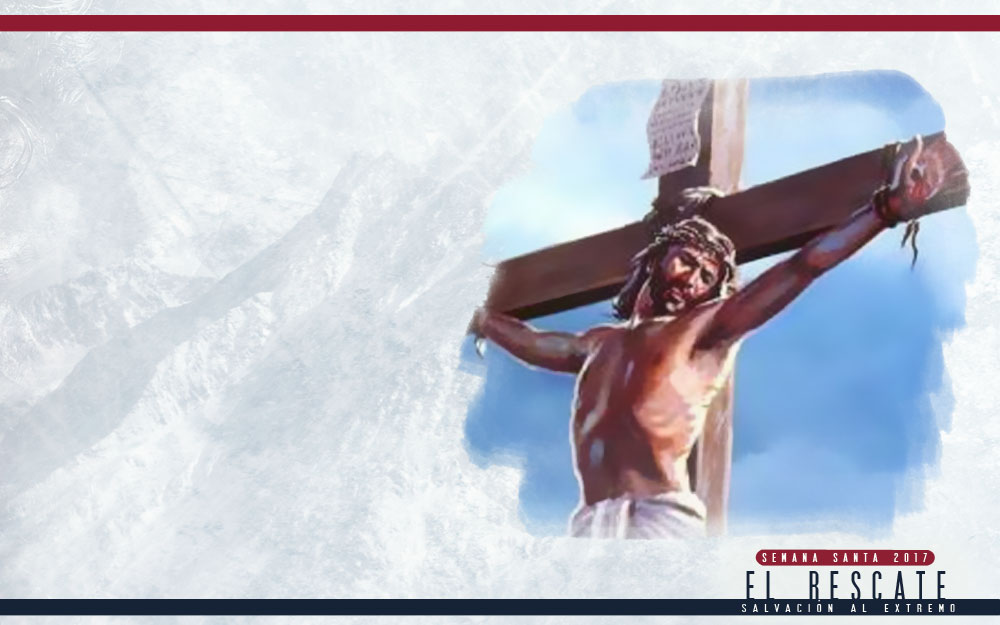 SEMANA SANTA 2017
EL RESCATE
SALVACIÓN AL EXTREMO